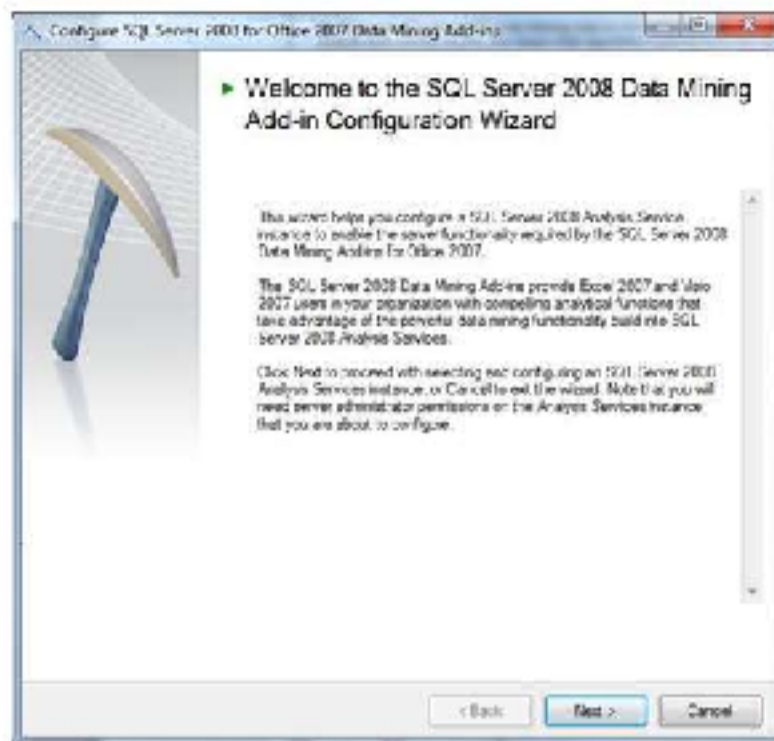 Configure SQL Server 2008 for Office 2007 Data Mining Add-ins
Welcome to the SQL Server 2008 Data Mining
Add-in Configuration Wizard
This wizard helps you configure a SQL Server 2008 Analysis Service
instance to enable the server functionality required by the SQL Server 2008
Data Mining Add-ins for Office 2007.
The SQL Server 2008 Data Mining Add-ins provide Excel 2007 and Visio
2007 users in your organization with compelling analytical functions that
take advantage of the powerful data mining functionality build into SQL
Server 2008 Analysis Services.
Click Next to proceed with selecting and configuring an SQL Server 2008
Analysis Services instance, or Cancel to exit the wizard. Note that you will
need server administrator permissions on the Analysis Services instance
that you are about to configure.
< Back
Next >
Cancel